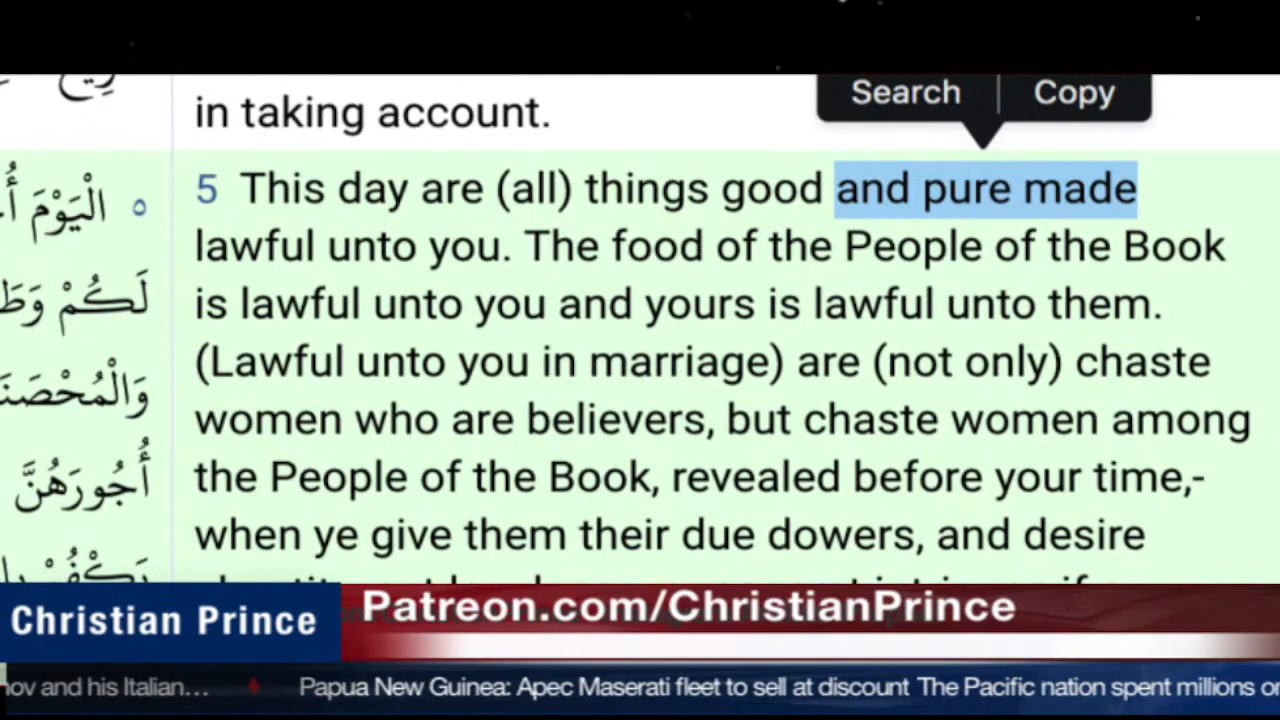 Search Copy
in taking account.
5 This day are (all) things good and pure made
lawful unto you. The food of the People of the Book
is lawful unto you and yours is lawful unto them.
(Lawful unto you in marriage) are (not only) chaste
women who are believers, but chaste women among
the People of the Book, revealed before your time,-
when ye give them their due dowers, and desire
٥ الْيَوْمَ
لَكُمْ
أُجُورَهُنَّ
Christian Prince
Patreon.com/ChristianPrince
and his Italian... Papua New Guinea: Apec Maserati fleet to sell at discount The Pacific nation spent millions